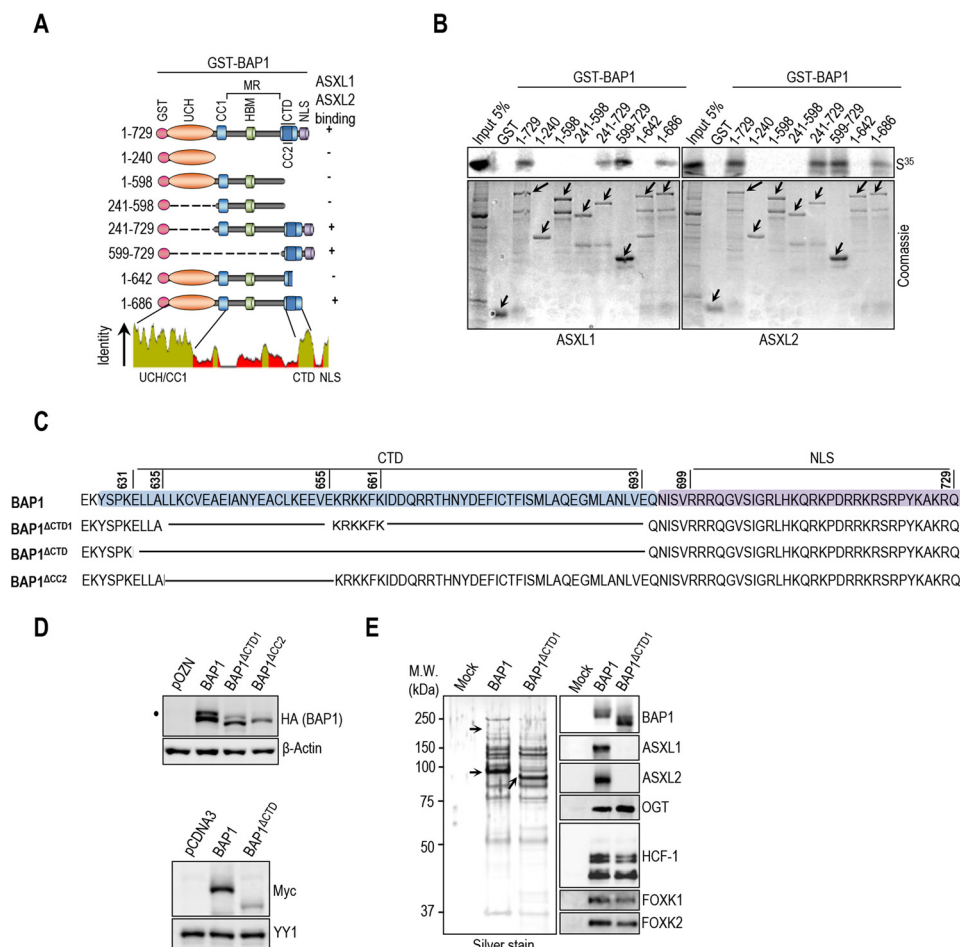 A
GST-BAP1
MR
GST
UCH
CC1
HBM
CTD
NLS
CC2
ASXL1
ASXL2
binding
1-729 +
1-240 -
1-598 -
241-598 -
241-729 +
599-729 +
1-642 -
1-686 +
Identity
UCH/CC1 CTD NLS
B
GST-BAP1 GST-BAP1
Input 5% GST 1-729 1-240 1-598 241-598 241-729 599-729 1-642 1-686
Input 5% GST 1-729 1-240 1-598 241-598 241-729 599-729 1-642 1-686
S35
Coomassie
ASXL1 ASXL2
C
CTD NLS
631 635 655 661 693 699 729
BAP1 EKYSPKELLALLKCVEAEIANYEACLKEEVEKRKKFKIDDQRRTHNYDEFICTFISMLAQEGMLANLVEQNISVRRRQGVSIGRLHKQRKPDRRKRSRPYKAKRQ
BAP1ΔCTD1 EKYSPKELLA KRKKFK QNISVRRRQGVSIGRLHKQRKPDRRKRSRPYKAKRQ
BAP1ΔCTD EKYSPK QNISVRRRQGVSIGRLHKQRKPDRRKRSRPYKAKRQ
BAP1ΔCC2 EKYSPKELLA KRKKFKIDDQRRTHNYDEFICTFISMLAQEGMLANLVEQNISVRRRQGVSIGRLHKQRKPDRRKRSRPYKAKRQ
D
pOZN BAP1 BAP1ΔCTD1 BAP1ΔCC2
HA (BAP1)
β-Actin
pCDNA3 BAP1 BAP1ΔCTD
Myc
YY1
E
M.W.
(kDa)
Mock BAP1 BAP1ΔCTD1
250
150
100
75
50
37
Silver stain
Mock BAP1 BAP1ΔCTD1
BAP1
ASXL1
ASXL2
OGT
HCF-1
FOXK1
FOXK2